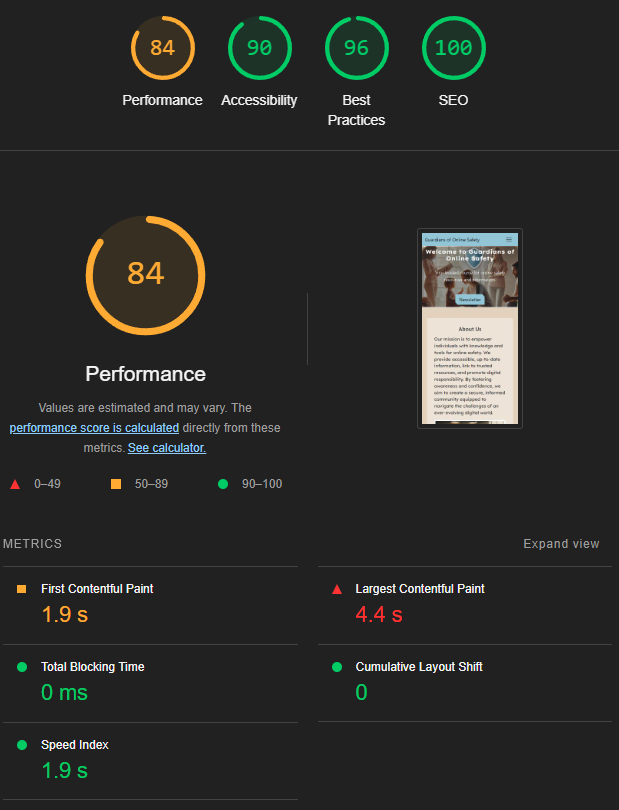 84
90
96
100
Performance
Accessibility
Best
Practices
SEO
84
Performance
Values are estimated and may vary. The
performance score is calculated directly from these
metrics. See calculator.
0–49
50–89
90–100
Guardians of Online Safety
Welcome to Guardians of
Online Safety
Newsletter
About Us
Our mission is to empower
individuals with knowledge and
tools for online safety. We
provide accessible, up-to-date
information, link to trusted
resources, and promote digital
responsibility. By fostering
awareness and confidence, we
aim to create a secure, informed
community equipped to
navigate the challenges of an
ever-evolving digital world.
METRICS
Expand view
First Contentful Paint
1.9 s
Largest Contentful Paint
4.4 s
Total Blocking Time
0 ms
Cumulative Layout Shift
0
Speed Index
1.9 s